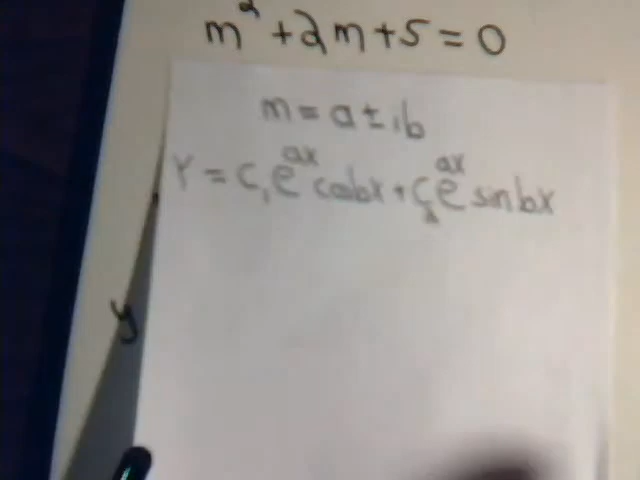 m² + 2m + 5 = 0
m = a ± ib
Y = c₁e^ax cosbx + c₂e^ax sinbx
y